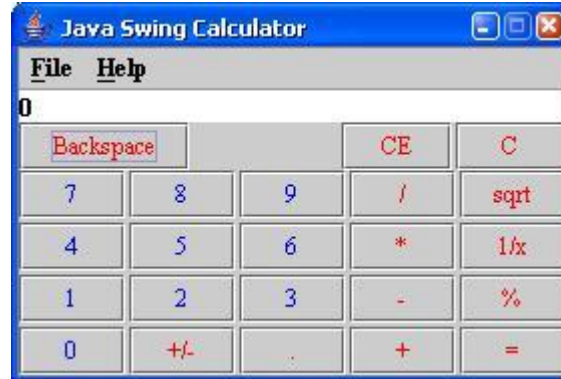 Java Swing Calculator
File Help
0
Backspace CE C
7 8 9 / sqrt
4 5 6 * 1/x
1 2 3 - %
0 +/- . + =